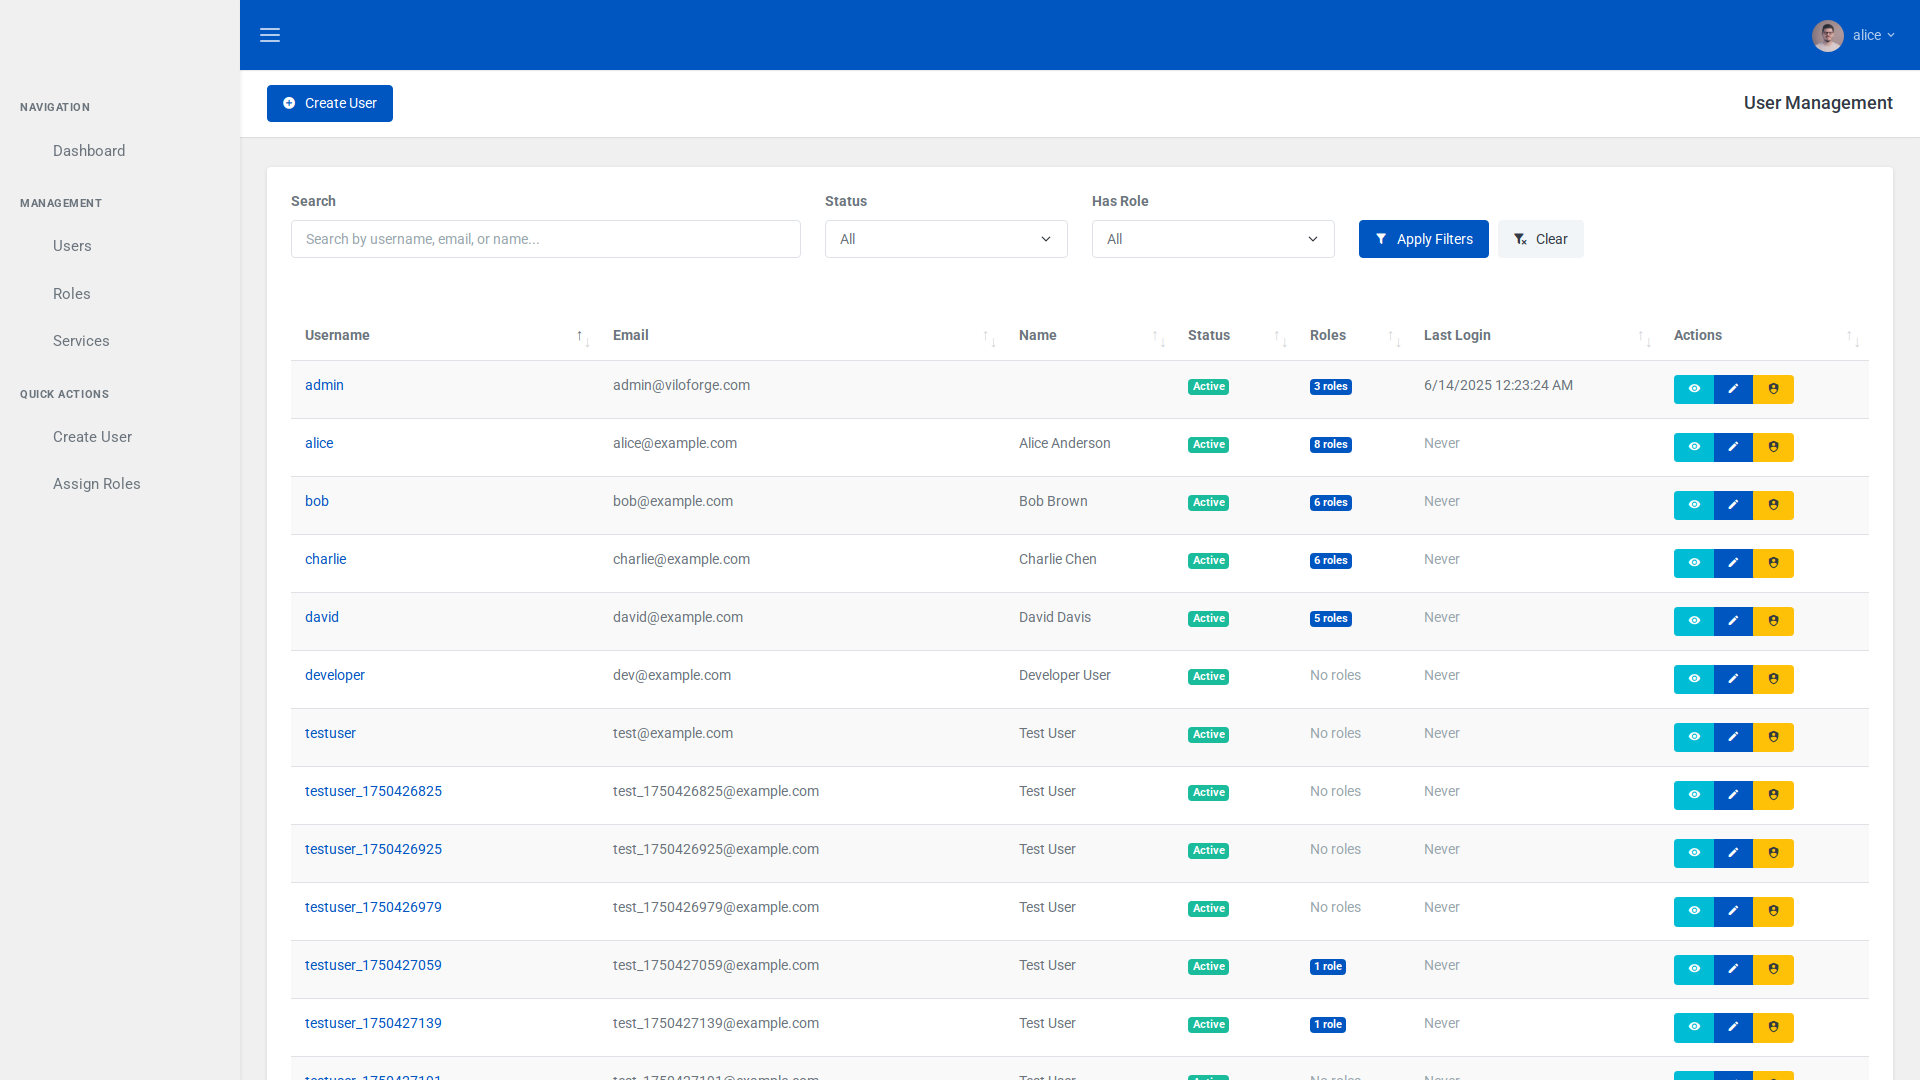 alice
NAVIGATION
Dashboard
MANAGEMENT
Users
Roles
Services
QUICK ACTIONS
Create User
Assign Roles
Create User
User Management
Search
Status
Has Role
Search by username, email, or name...
All
All
Apply Filters
Clear
Username Email Name Status Roles Last Login Actions
admin admin@viloforge.com Active 3 roles 6/14/2025 12:23:24 AM
alice alice@example.com Alice Anderson Active 8 roles Never
bob bob@example.com Bob Brown Active 6 roles Never
charlie charlie@example.com Charlie Chen Active 6 roles Never
david david@example.com David Davis Active 5 roles Never
developer dev@example.com Developer User Active No roles Never
testuser test@example.com Test User Active No roles Never
testuser_1750426825 test_1750426825@example.com Test User Active No roles Never
testuser_1750426925 test_1750426925@example.com Test User Active No roles Never
testuser_1750426979 test_1750426979@example.com Test User Active No roles Never
testuser_1750427059 test_1750427059@example.com Test User Active 1 role Never
testuser_1750427139 test_1750427139@example.com Test User Active 1 role Never